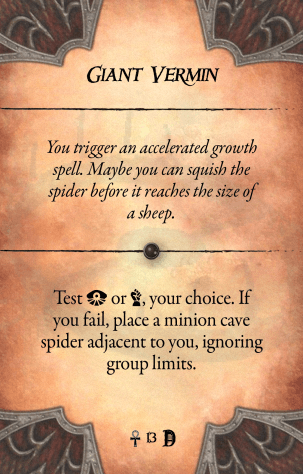 Giant Vermin
You trigger an accelerated growth
spell. Maybe you can squish the
spider before it reaches the size of
a sheep.
Test or , your choice. If
you fail, place a minion cave
spider adjacent to you, ignoring
group limits.
13 D